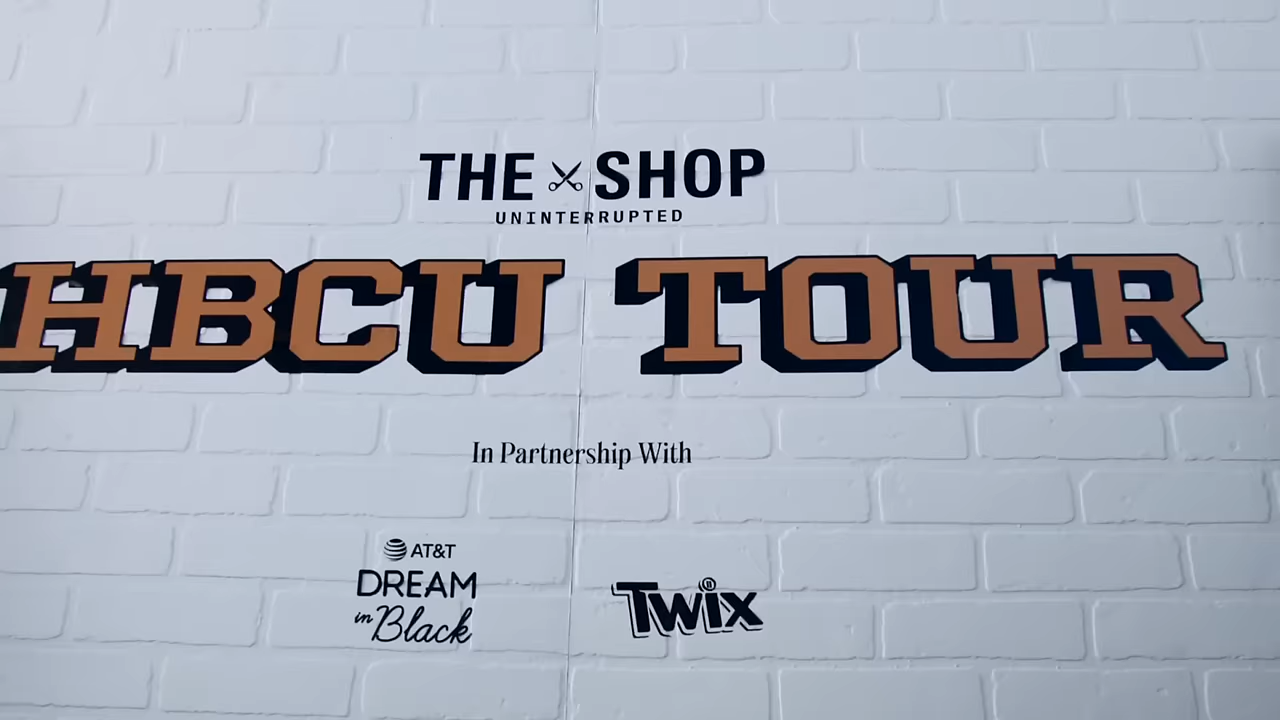 THE SHOP
UNINTERRUPTED
HBCU TOUR
In Partnership With
AT&T
DREAM
in Black
TWIX